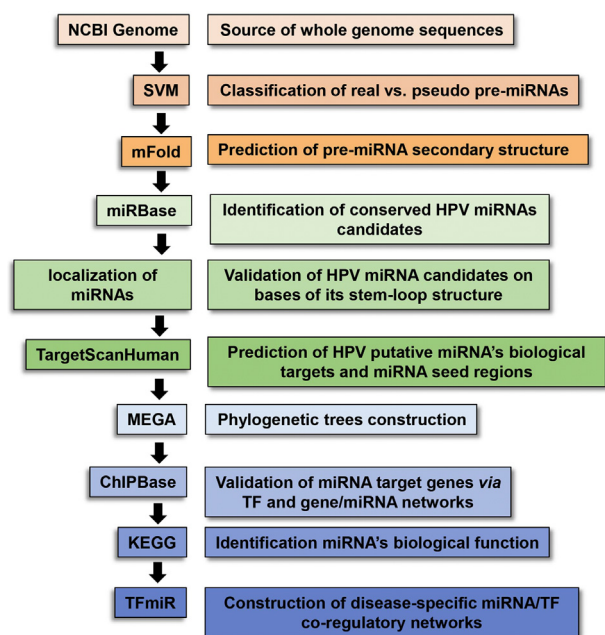 NCBI Genome
Source of whole genome sequences
SVM
Classification of real vs. pseudo pre-miRNAs
mFold
Prediction of pre-miRNA secondary structure
miRBase
Identification of conserved HPV miRNAs
candidates
localization of
miRNAs
Validation of HPV miRNA candidates on
bases of its stem-loop structure
TargetScanHuman
Prediction of HPV putative miRNA's biological
targets and miRNA seed regions
MEGA
Phylogenetic trees construction
ChIPBase
Validation of miRNA target genes via
TF and gene/miRNA networks
KEGG
Identification miRNA's biological function
TFmiR
Construction of disease-specific miRNA/TF
co-regulatory networks